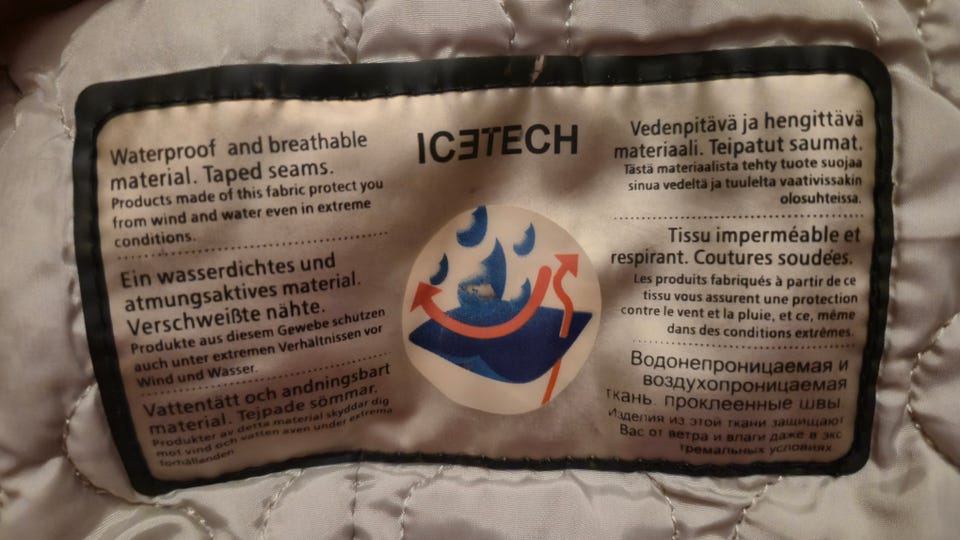 Waterproof and breathable
material. Taped seams.
Products made of this fabric protect you
from wind and water even in extreme
conditions.
Ein wasserdichtes und
atmungsaktives material.
Verschweißte nähte.
Produkte aus diesem Gewebe schutzen
auch unter extremen Verhältnissen vor
Wind und Wasser.
Vattentätt och andningsbart
material. Tejpade sömmar.
Produkter av detta material skyddar dig
mot vind och vatten även under extrema
förhållanden
ICƎTECH
Vedenpitävä ja hengittävä
materiaali. Teipatut saumat.
Tästä materiaalista tehty tuote suojaa
sinua vedeltä ja tuulelta vaativissakin
olosuhteissa.
Tissu imperméable et
respirant. Coutures soudées.
Les produits fabriqués à partir de ce
tissu vous assurent une protection
contre le vent et la pluie, et ce, même
dans des conditions extrêmes.
Водонепроницаемая и
воздухопроницаемая
ткань. проклеенные швы.
Изделия из этой ткани защищают
Вас от ветра и влаги даже в экс
тремальных условиях